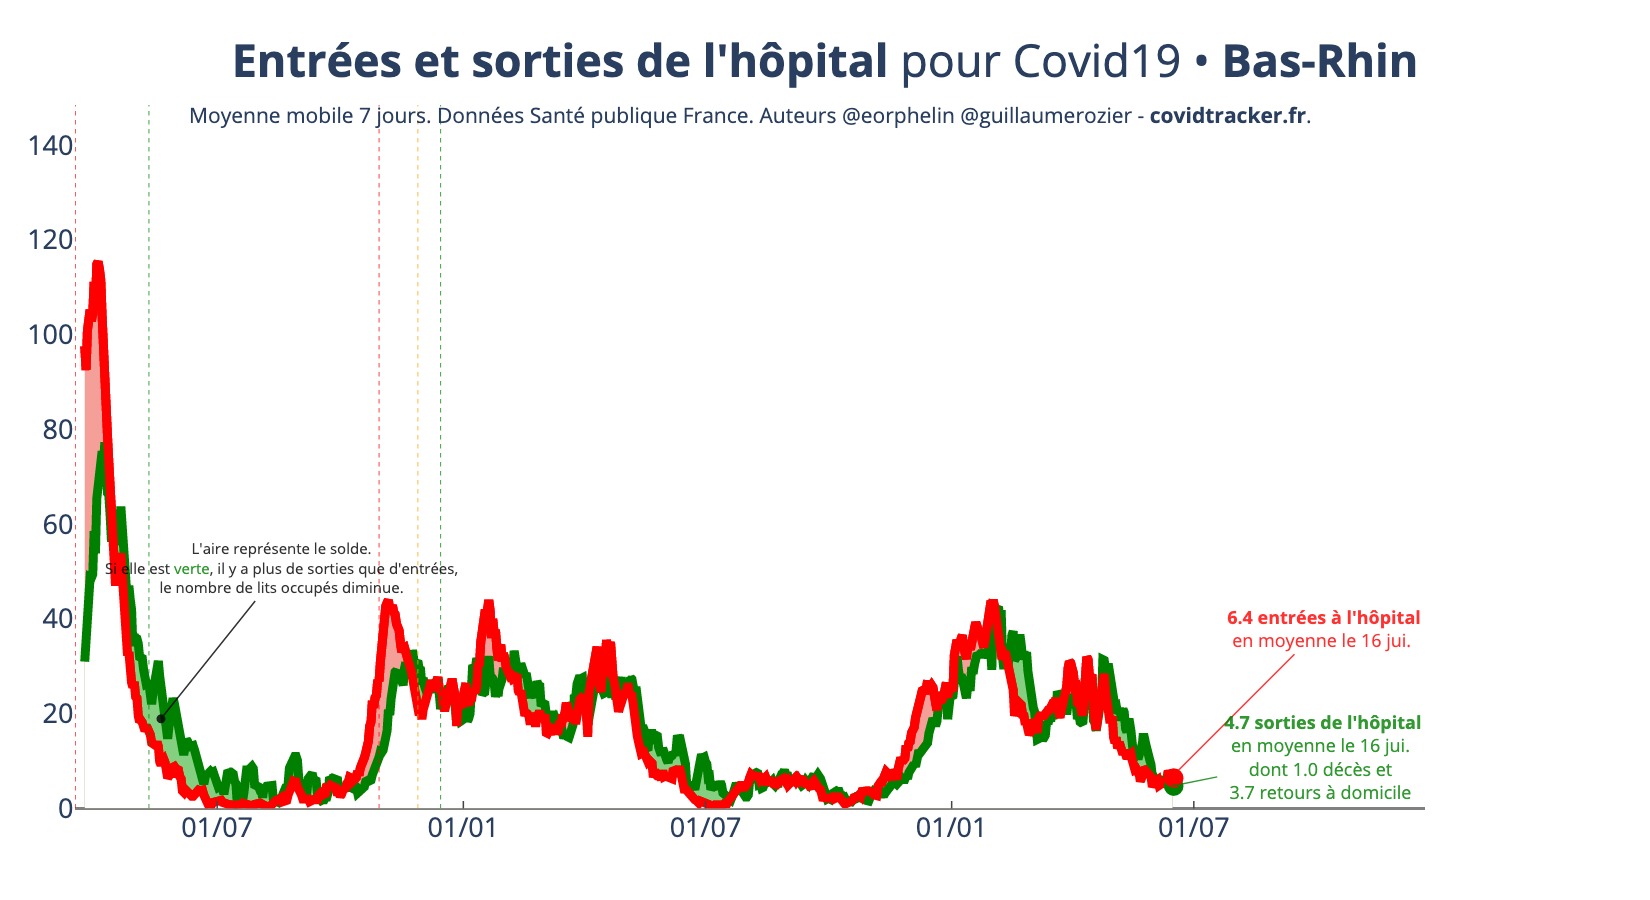 Entrées et sorties de l'hôpital pour Covid19 • Bas-Rhin
Moyenne mobile 7 jours. Données Santé publique France. Auteurs @eorphelin @guillaumerozier - covidtracker.fr.
140
120
100
80
60
40
20
0
L'aire représente le solde.
Si elle est verte, il y a plus de sorties que d'entrées,
le nombre de lits occupés diminue.
6.4 entrées à l'hôpital
en moyenne le 16 jui.
4.7 sorties de l'hôpital
en moyenne le 16 jui.
dont 1.0 décès et
3.7 retours à domicile
01/07
01/01
01/07
01/01
01/07